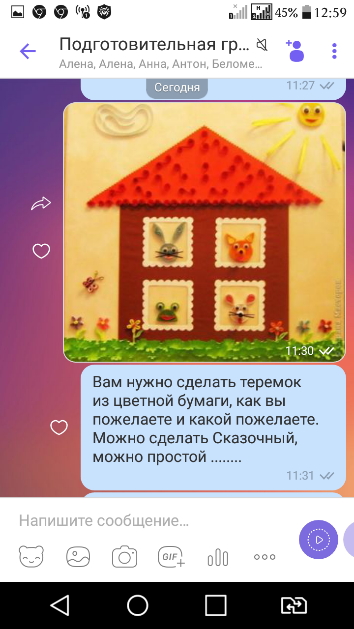 45% 12:59
Подготовительная гр...
Алена, Алена, Анна, Антон, Беломе...
Сегодня
11:27
11:30
Вам нужно сделать теремок
из цветной бумаги, как вы
пожелаете и какой пожелаете.
Можно сделать Сказочный,
можно простой ........
11:31
Напишите сообщение...
GIF